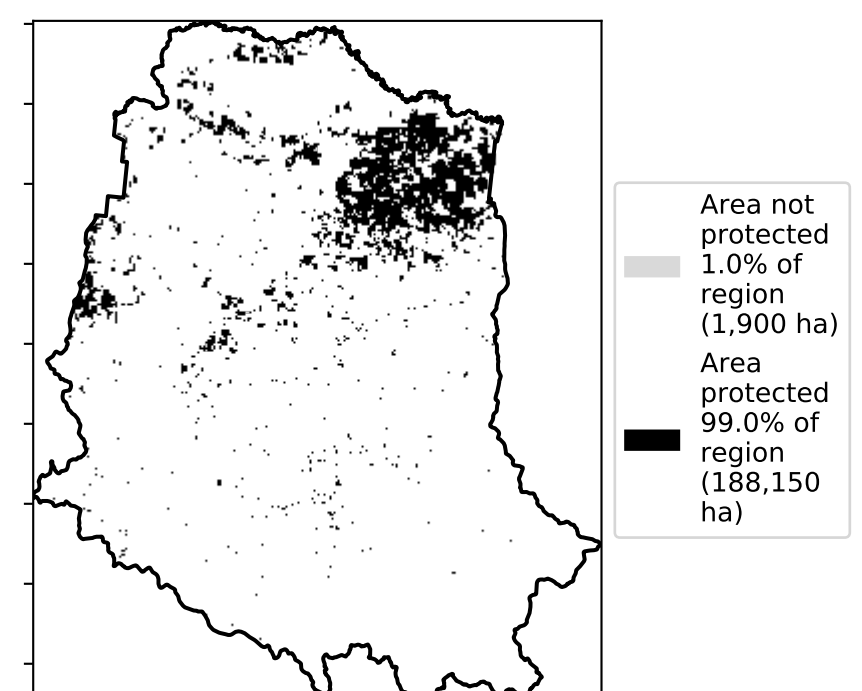 Area not
protected
1.0% of
region
(1,900 ha)
Area
protected
99.0% of
region
(188,150
ha)